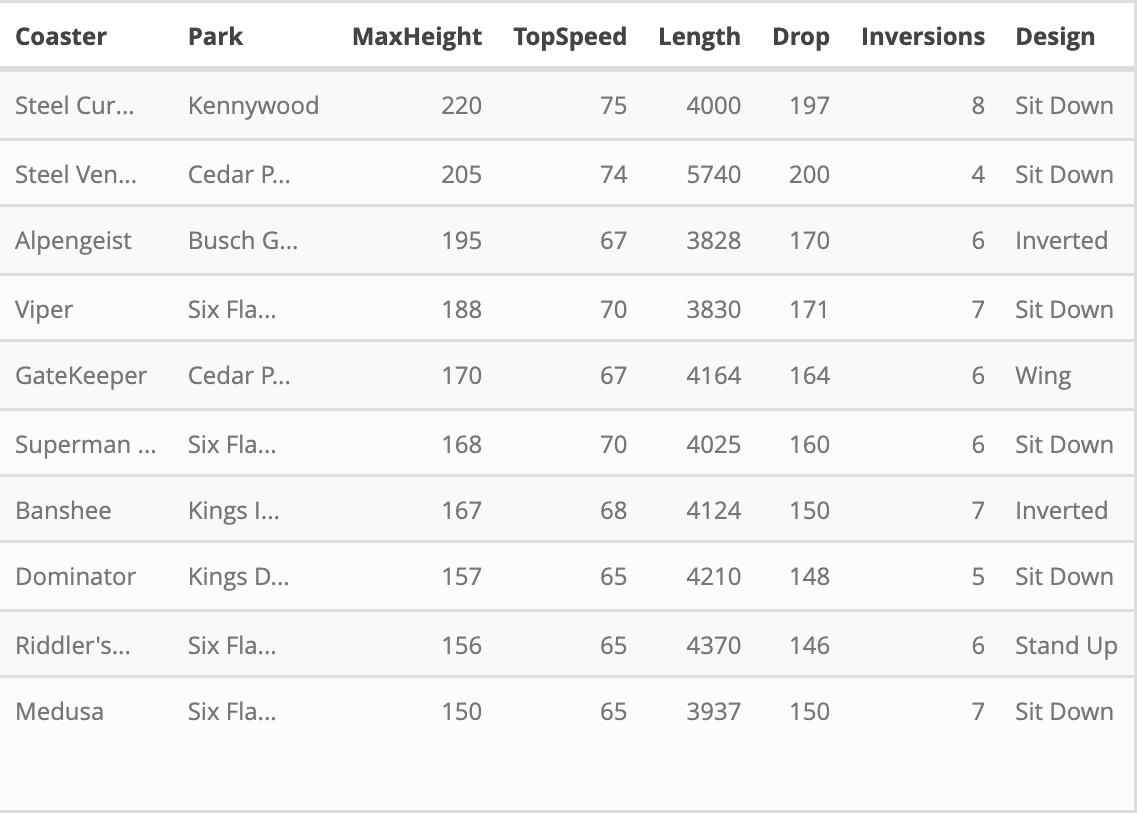 Coaster Park MaxHeight TopSpeed Length Drop Inversions Design
Steel Cur... Kennywood 220 75 4000 197 8 Sit Down
Steel Ven... Cedar P... 205 74 5740 200 4 Sit Down
Alpengeist Busch G... 195 67 3828 170 6 Inverted
Viper Six Fla... 188 70 3830 171 7 Sit Down
GateKeeper Cedar P... 170 67 4164 164 6 Wing
Superman ... Six Fla... 168 70 4025 160 6 Sit Down
Banshee Kings I... 167 68 4124 150 7 Inverted
Dominator Kings D... 157 65 4210 148 5 Sit Down
Riddler's... Six Fla... 156 65 4370 146 6 Stand Up
Medusa Six Fla... 150 65 3937 150 7 Sit Down